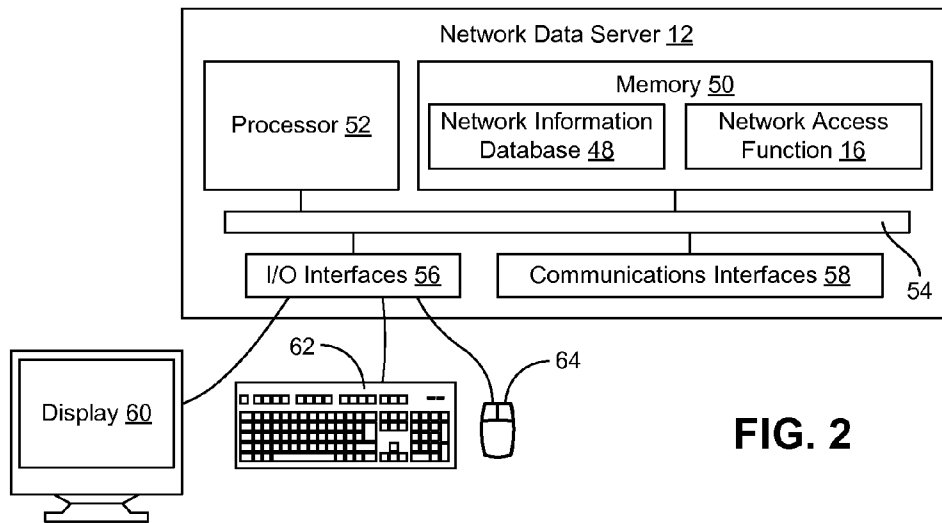 Network Data Server 12
Processor 52
Memory 50
Network Information
Database 48
Network Access
Function 16
I/O Interfaces 56
Communications Interfaces 58
54
62
64
Display 60
FIG. 2